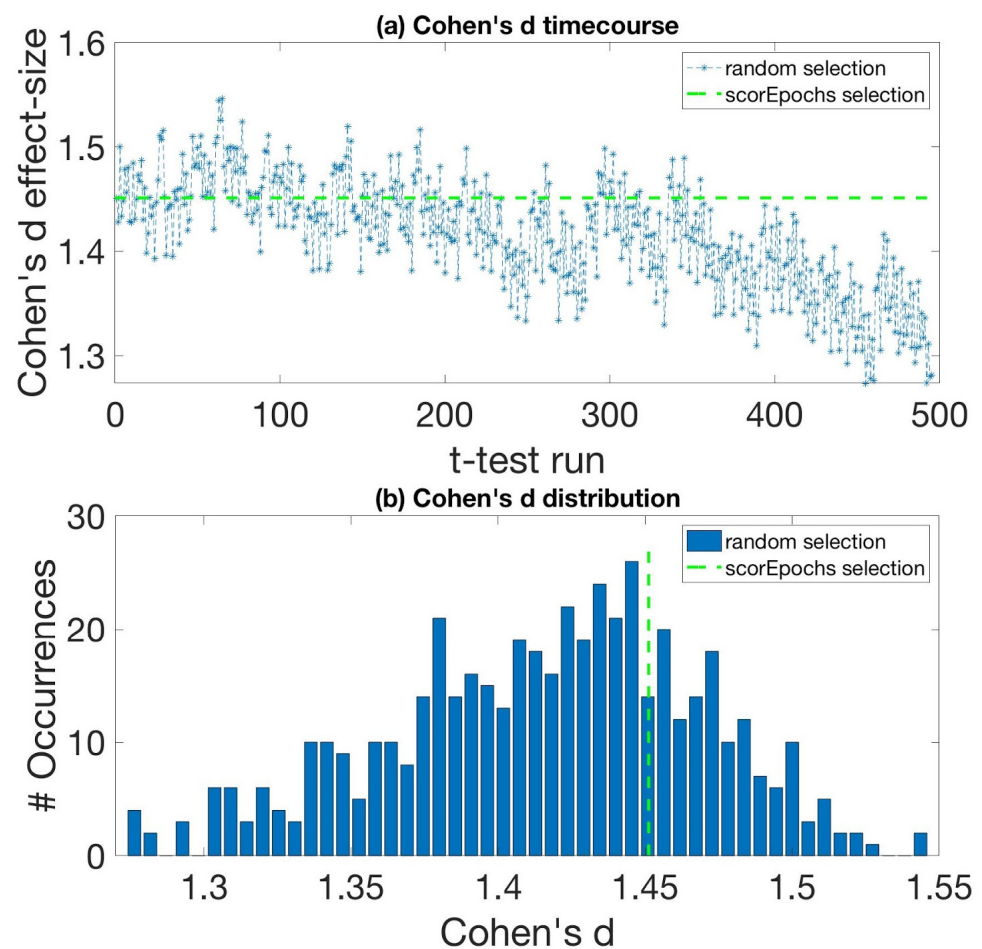 (a) Cohen's d timecourse
1.6
1.5
1.4
1.3
Cohen's d effect-size
random selection
scorEpochs selection
0 100 200 300 400 500
t-test run
(b) Cohen's d distribution
30
20
10
0
# Occurrences
random selection
scorEpochs selection
1.3 1.35 1.4 1.45 1.5 1.55
Cohen's d